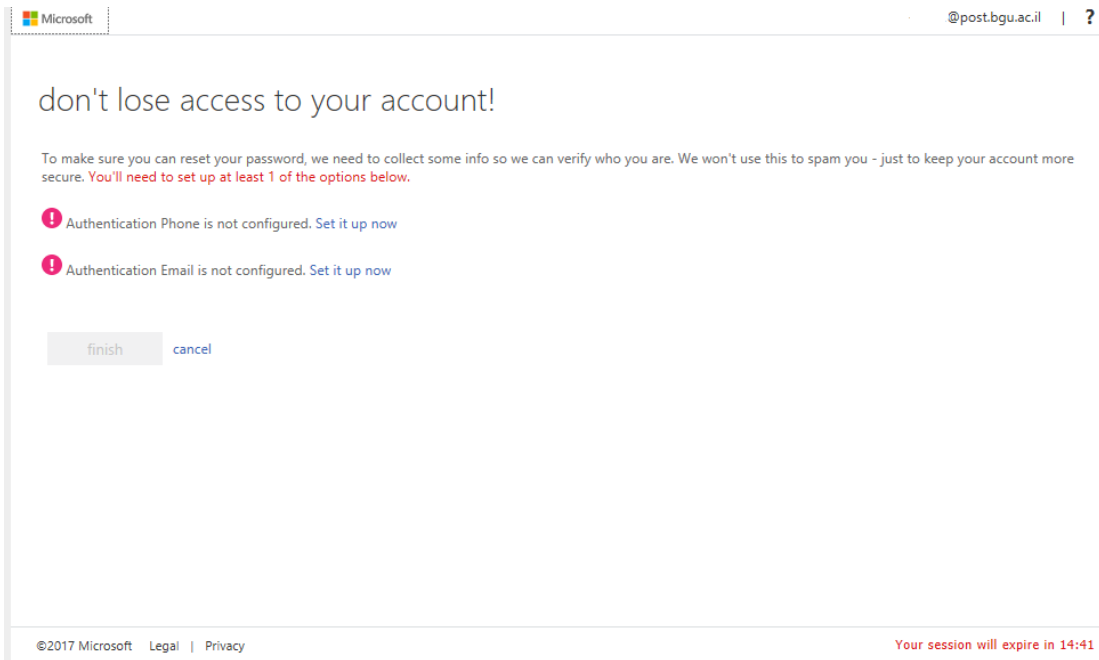 Microsoft
@post.bgu.ac.il | ?
don't lose access to your account!
To make sure you can reset your password, we need to collect some info so we can verify who you are. We won't use this to spam you - just to keep your account more
secure. You'll need to set up at least 1 of the options below.
! Authentication Phone is not configured. Set it up now
! Authentication Email is not configured. Set it up now
finish cancel
©2017 Microsoft Legal | Privacy
Your session will expire in 14:41